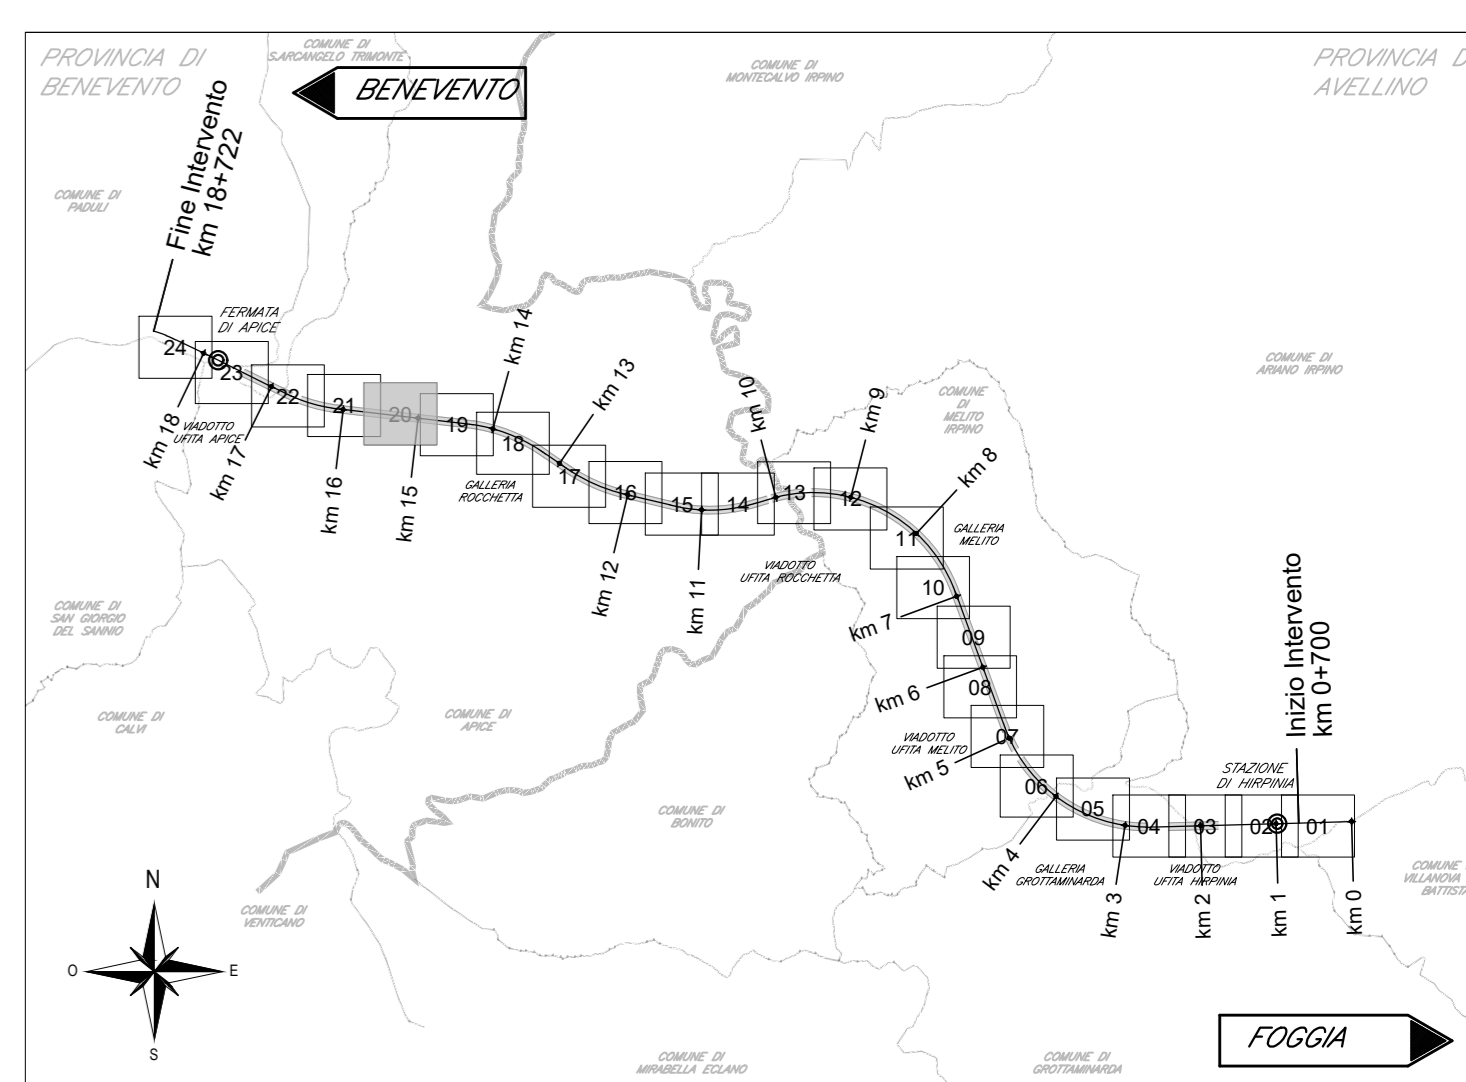 PROVINCIA DI
BENEVENTO
COMUNE DI
S.ARCANGELO TRIMONTE
BENEVENTO
COMUNE DI
MONTECALVO IRPINO
PROVINCIA D
AVELLINO
Fine Intervento
km 18+722
COMUNE DI
PADULI
FERMATA
DI APICE
24
23
22
21
20
19
18
17
16
15
14
13
12
11
10
09
08
07
06
05
04
03
02
01
km 18
km 17
km 16
km 15
km 14
km 13
km 12
km 11
km 10
km 9
km 8
km 7
km 6
km 5
km 4
km 3
km 2
km 1
km 0
VIADOTTO
UFITA APICE
GALLERIA
ROCCHETTA
COMUNE
DI
MELITO
IRPINO
COMUNE DI
ARIANO IRPINO
GALLERIA
MELITO
VIADOTTO
UFITA ROCCHETTA
Inizio Intervento
km 0+700
COMUNE DI
SAN GIORGIO
DEL SANNIO
COMUNE DI
CALVI
COMUNE DI
APICE
VIADOTTO
UFITA MELITO
STAZIONE
DI HIRPINIA
COMUNE DI
BONITO
GALLERIA
GROTTAMINARDA
VIADOTTO
UFITA HIRPINIA
COMUNE
VILLANOVA
BATTISTA
COMUNE DI
VENTICANO
N
O
E
S
FOGGIA
COMUNE DI
MIRABELLA ECLANO
COMUNE DI
GROTTAMINARDA